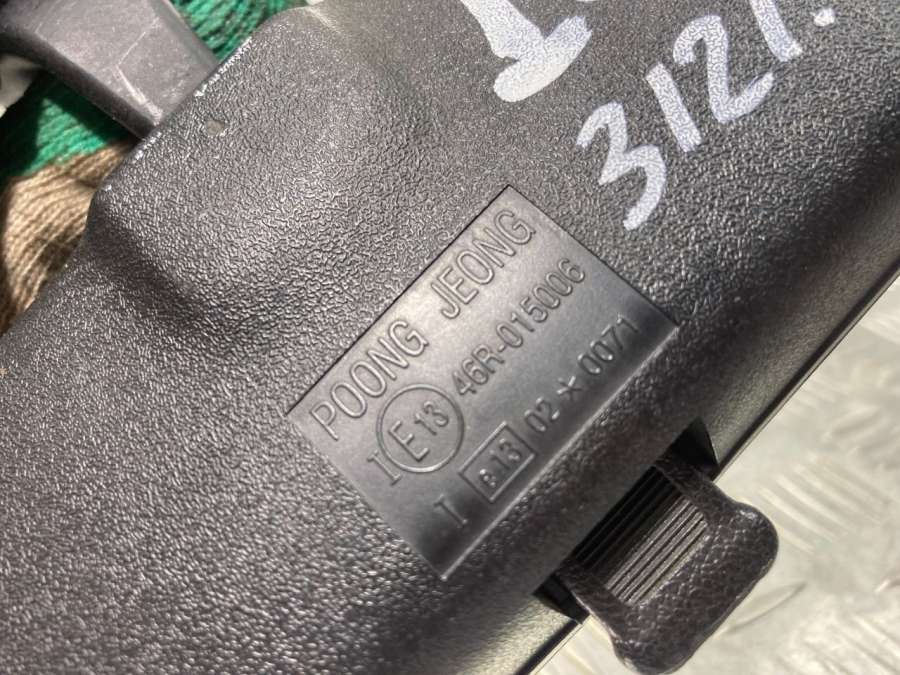 3121.
POONG JEONG
I E13 46R-015006
I e13 02*0071